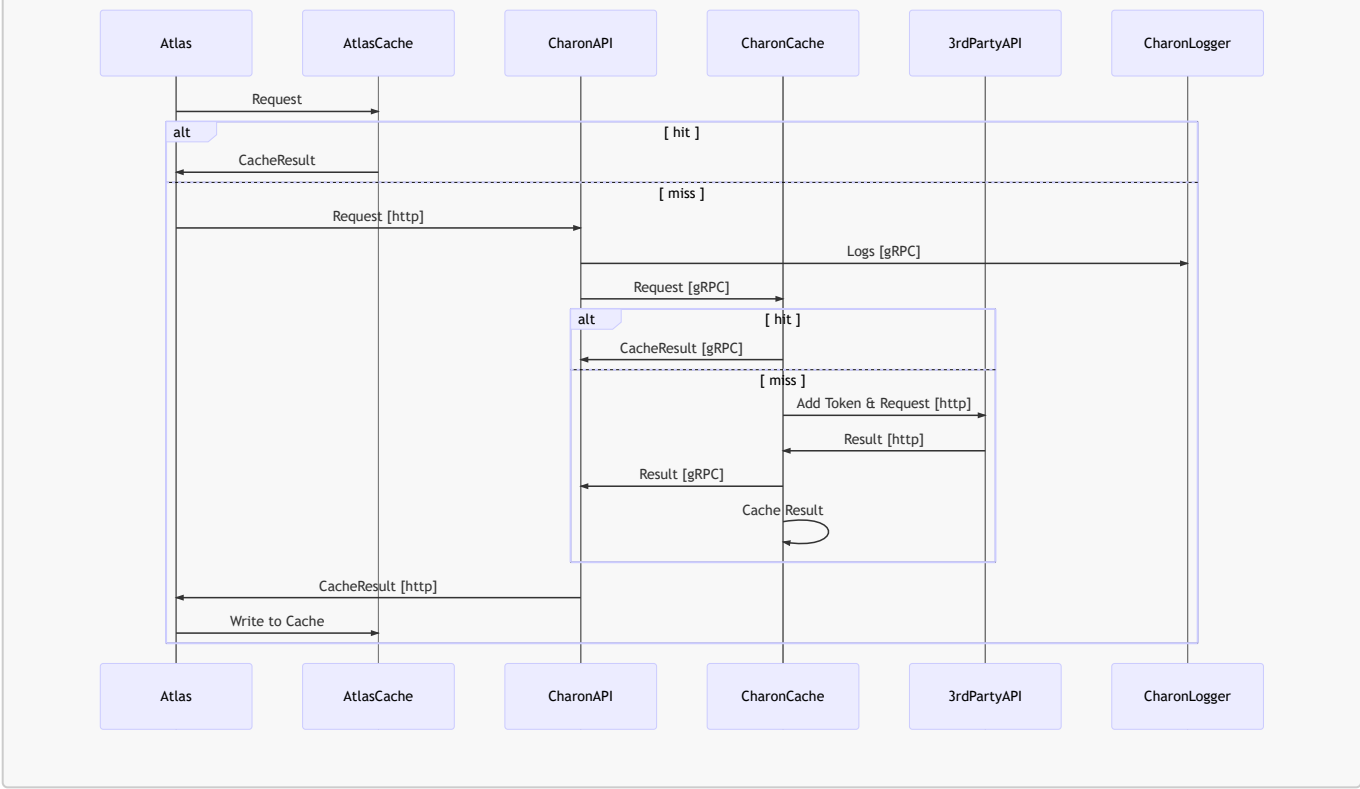 Atlas AtlasCache CharonAPI CharonCache 3rdPartyAPI CharonLogger
Request
alt [ hit ]
CacheResult
[ miss ]
Request [http]
Logs [gRPC]
Request [gRPC]
alt [ hit ]
CacheResult [gRPC]
[ miss ]
Add Token & Request [http]
Result [http]
Result [gRPC]
Cache Result
CacheResult [http]
Write to Cache
Atlas AtlasCache CharonAPI CharonCache 3rdPartyAPI CharonLogger